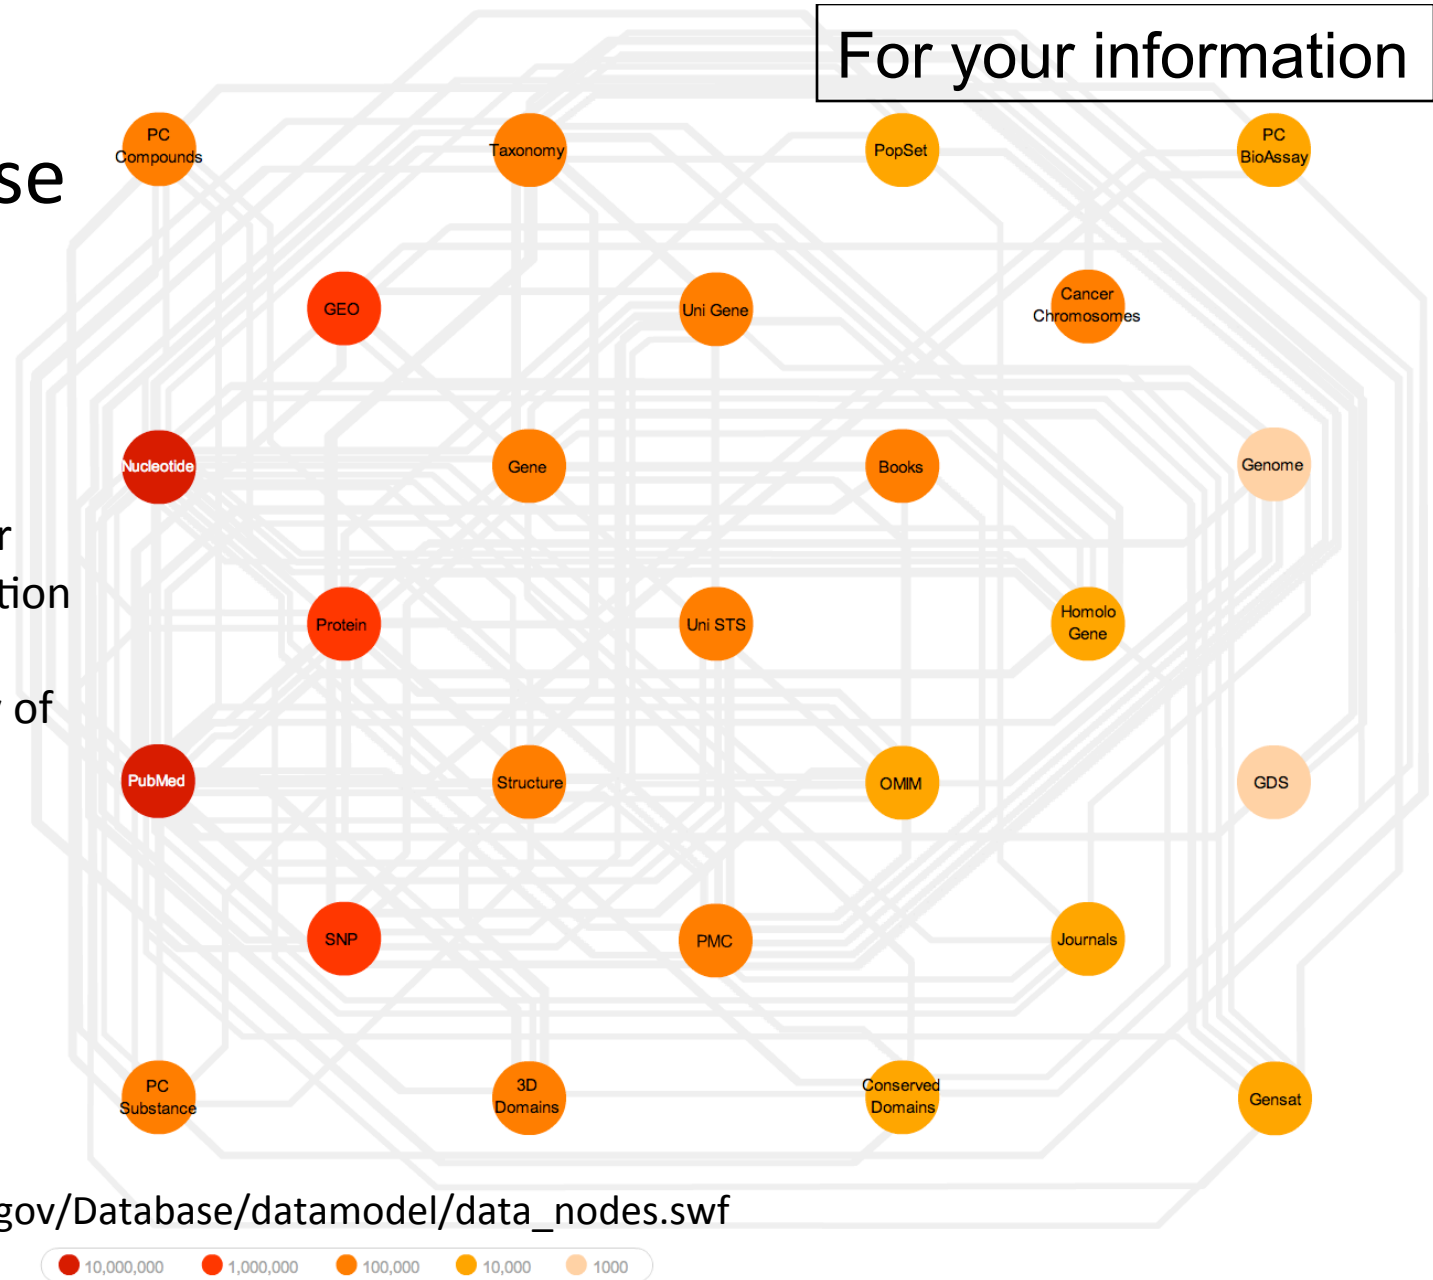 For your information
se
PC
Compounds
Taxonomy
PopSet
PC
BioAssay
GEO
Uni Gene
Cancer
Chromosomes
Nucleotide
Gene
Books
Genome
r
tion
Protein
Uni STS
Homolo
Gene
of
PubMed
Structure
OMIM
GDS
SNP
PMC
Journals
PC
Substance
3D
Domains
Conserved
Domains
Gensat
gov/Database/datamodel/data_nodes.swf
10,000,000 1,000,000 100,000 10,000 1000